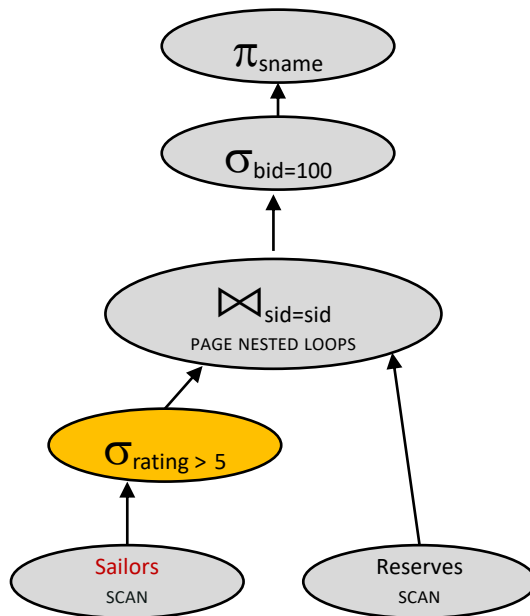 πsname
σbid=100
⋈sid=sid
PAGE NESTED LOOPS
σrating > 5
Sailors
SCAN
Reserves
SCAN